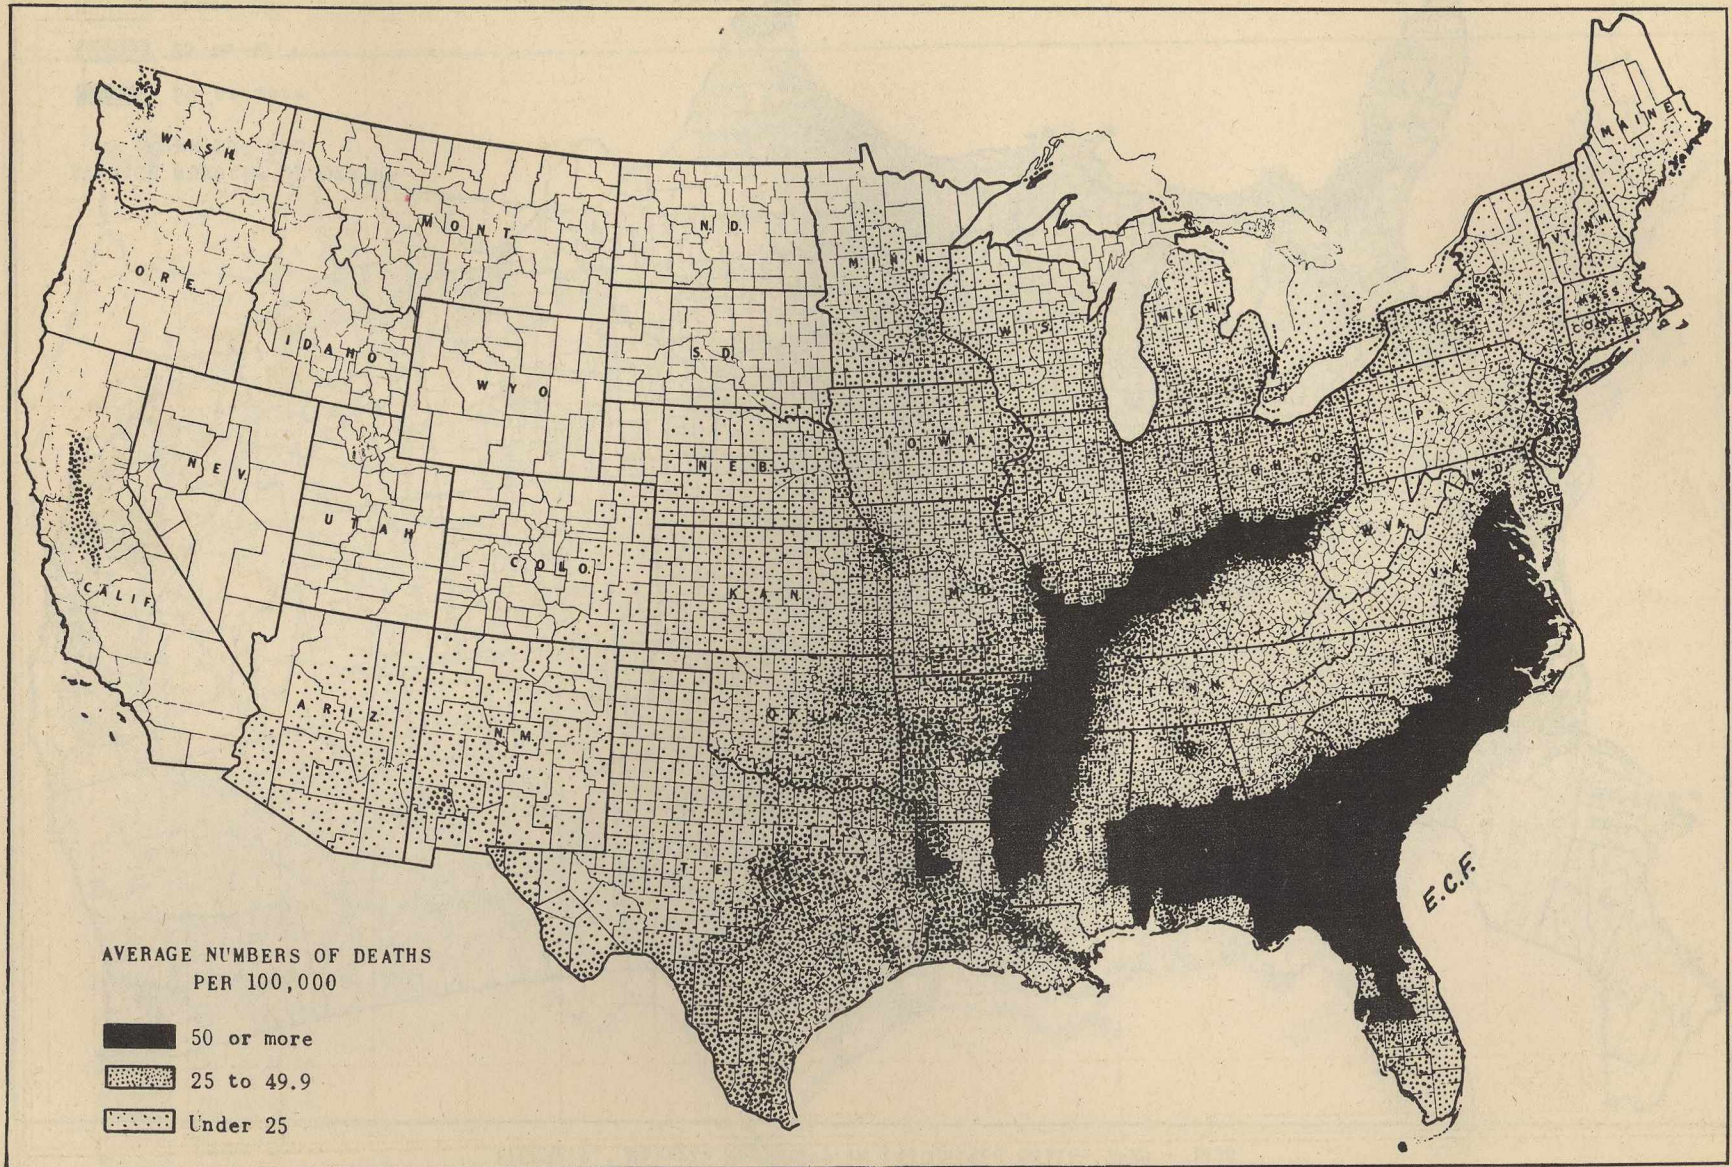 MAINE
WASH.
MONT.
N.D.
MINN
VT.
N.H.
ORE.
MICH
MASS.
CONN
R.I.
IDAHO
S.D.
WIS
N Y
WYO
PA
IOWA
NEV.
NEB.
OHIO
MD.
DEL
UTAH
W.VA
COLO.
CALIF.
KAN
MO.
KY.
VA
ARIZ.
N.M.
OKLA
TENN
TE
E.C.F.
AVERAGE NUMBERS OF DEATHS
PER 100,000
50 or more
25 to 49.9
Under 25